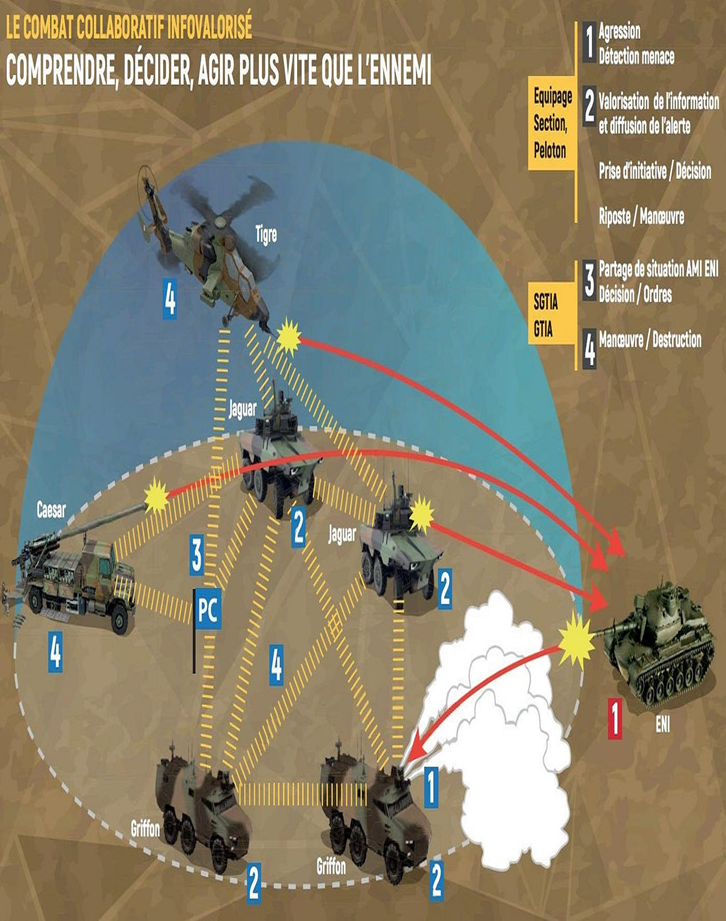 LE COMBAT COLLABORATIF INFOVALORISÉ
COMPRENDRE, DÉCIDER, AGIR PLUS VITE QUE L'ENNEMI
Equipage
Section,
Peloton
1
Agression
Détection menace
2
Valorisation de l'information
et diffusion de l'alerte
Prise d'initiative / Décision
Riposte / Manœuvre
SGTIA
GTIA
3
Partage de situation AMI ENI
Décision / Ordres
4
Manœuvre / Destruction
Tigre
4
Jaguar
2
Caesar
4
3
PC
Jaguar
2
4
1
ENI
Griffon
2
Griffon
1
2